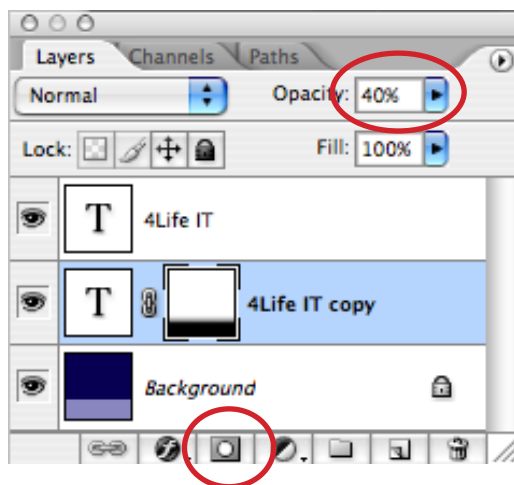 Layers Channels Paths
Normal Opacity: 40%
Lock: Fill: 100%
T 4Life IT
T 4Life IT copy
Background